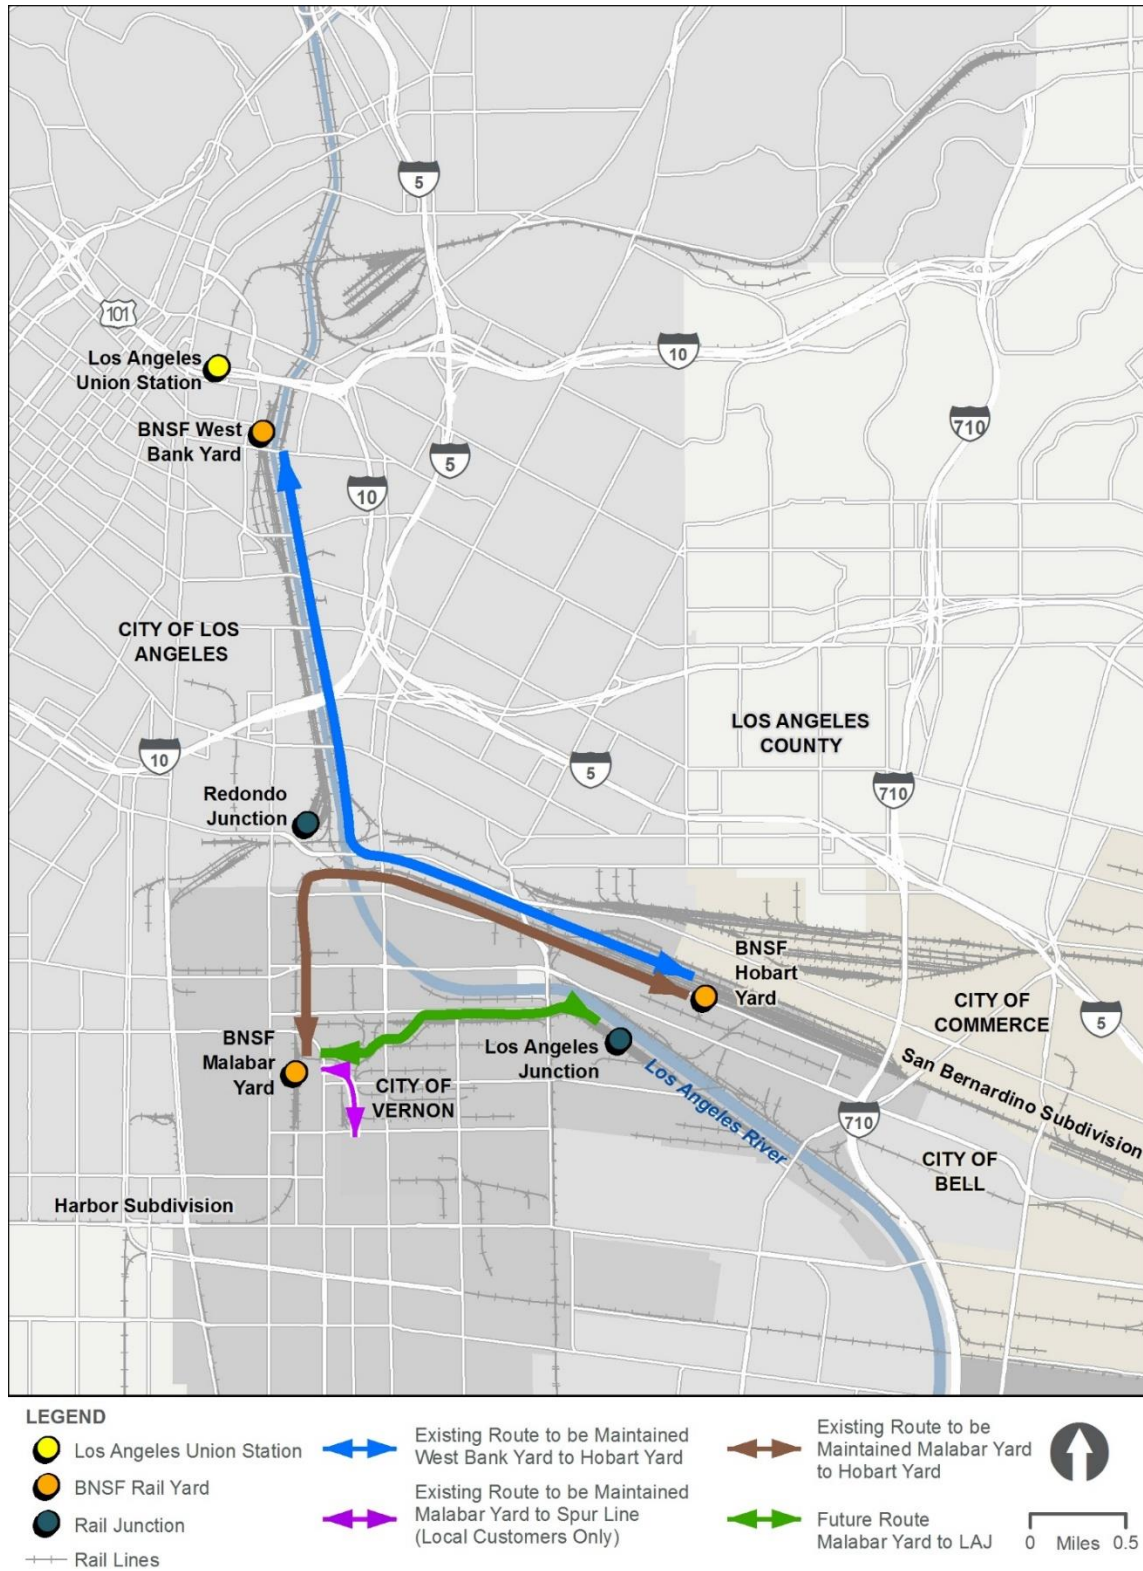 5
101
Los Angeles
Union Station
10
BNSF West
Bank Yard
710
5
10
CITY OF LOS
ANGELES
LOS ANGELES
COUNTY
10
5
710
Redondo
Junction
BNSF
Hobart
Yard
CITY OF
COMMERCE
5
BNSF
Malabar
Yard
Los Angeles
Junction
CITY OF
VERNON
Los Angeles River
San Bernardino Subdivision
710
CITY OF
BELL
Harbor Subdivision
LEGEND
Los Angeles Union Station
BNSF Rail Yard
Rail Junction
Rail Lines
Existing Route to be Maintained
West Bank Yard to Hobart Yard
Existing Route to be Maintained
Malabar Yard to Spur Line
(Local Customers Only)
Existing Route to be
Maintained Malabar Yard
to Hobart Yard
Future Route
Malabar Yard to LAJ
0 Miles 0.5